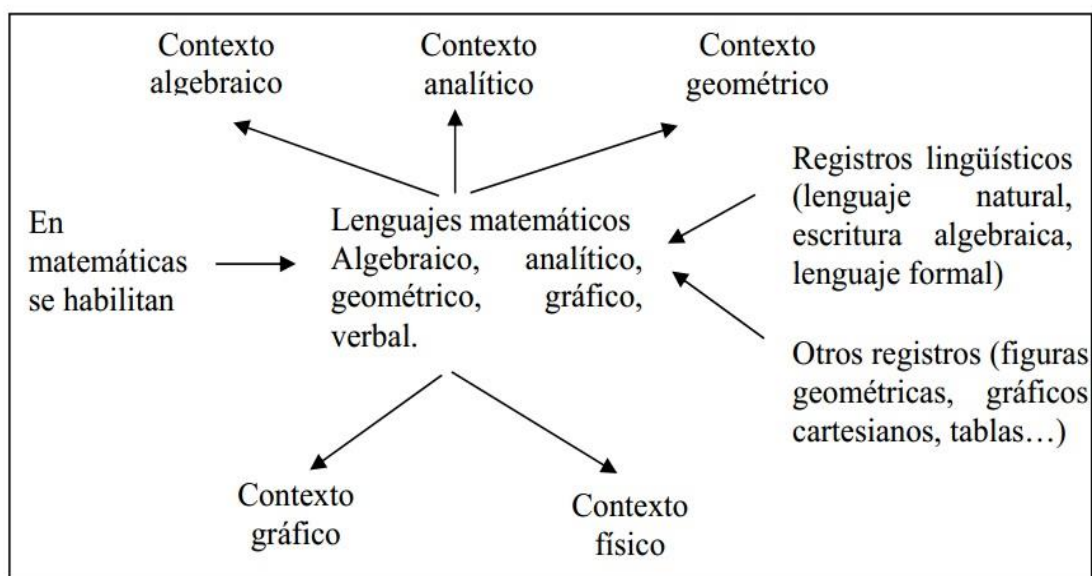 Contexto
algebraico
Contexto
analítico
Contexto
geométrico
En
matemáticas
se habilitan
Lenguajes matemáticos
Algebraico, analítico,
geométrico, gráfico,
verbal.
Registros lingüísticos
(lenguaje natural,
escritura algebraica,
lenguaje formal)
Otros registros (figuras
geométricas, gráficos
cartesianos, tablas…)
Contexto
gráfico
Contexto
físico